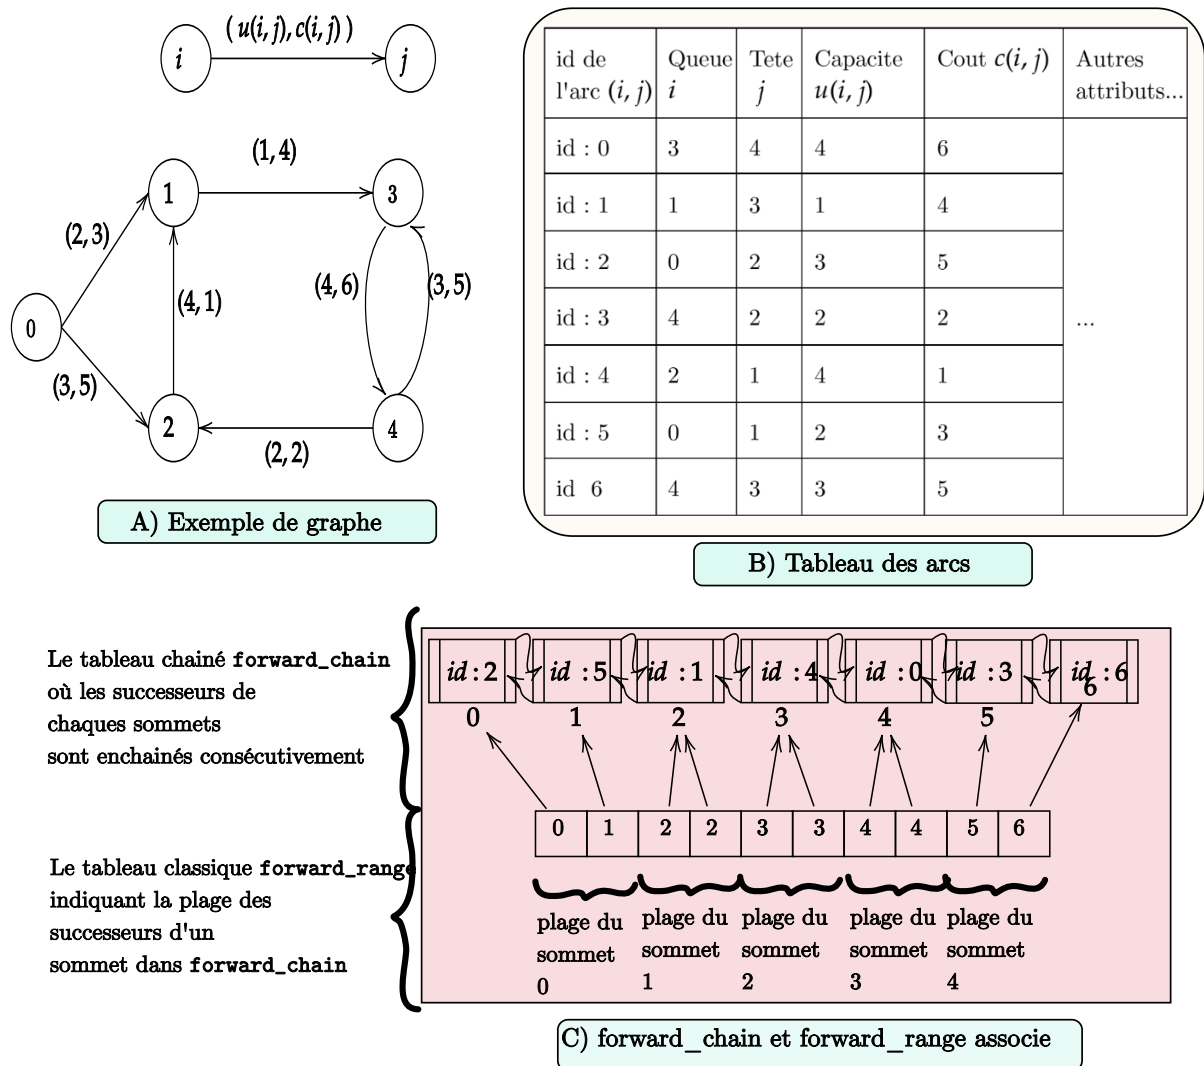 ( u(i, j), c(i, j) )
i
j
(1, 4)
1
3
(2, 3)
(4, 1)
(4, 6)
(3, 5)
0
(3, 5)
2
4
(2, 2)
A) Exemple de graphe
id de l'arc (i, j) Queue i Tete j Capacite u(i, j) Cout c(i, j) Autres attributs...
id : 0 3 4 4 6
id : 1 1 3 1 4
id : 2 0 2 3 5
id : 3 4 2 2 2 ...
id : 4 2 1 4 1
id : 5 0 1 2 3
id 6 4 3 3 5
B) Tableau des arcs
Le tableau chainé forward_chain
où les successeurs de
chaques sommets
sont enchainés consécutivement
id : 2 id : 5 id : 1 id : 4 id : 0 id : 3 id : 6
0 1 2 3 4 5 6
0 1 2 2 3 3 4 4 5 6
Le tableau classique forward_range
indiquant la plage des
successeurs d'un
sommet dans forward_chain
plage du
sommet
0
plage du
sommet
1
plage du
sommet
2
plage du
sommet
3
plage du
sommet
4
C) forward_chain et forward_range associe